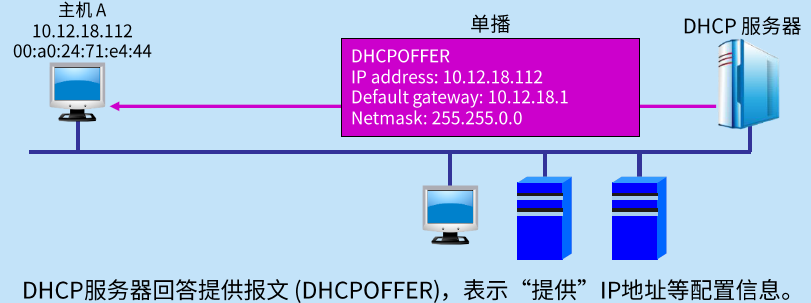 主机 A
10.12.18.112
00:a0:24:71:e4:44
单播
DHCP 服务器
DHCPOFFER
IP address: 10.12.18.112
Default gateway: 10.12.18.1
Netmask: 255.255.0.0
DHCP服务器回答提供报文 (DHCPOFFER)，表示“提供”IP地址等配置信息。